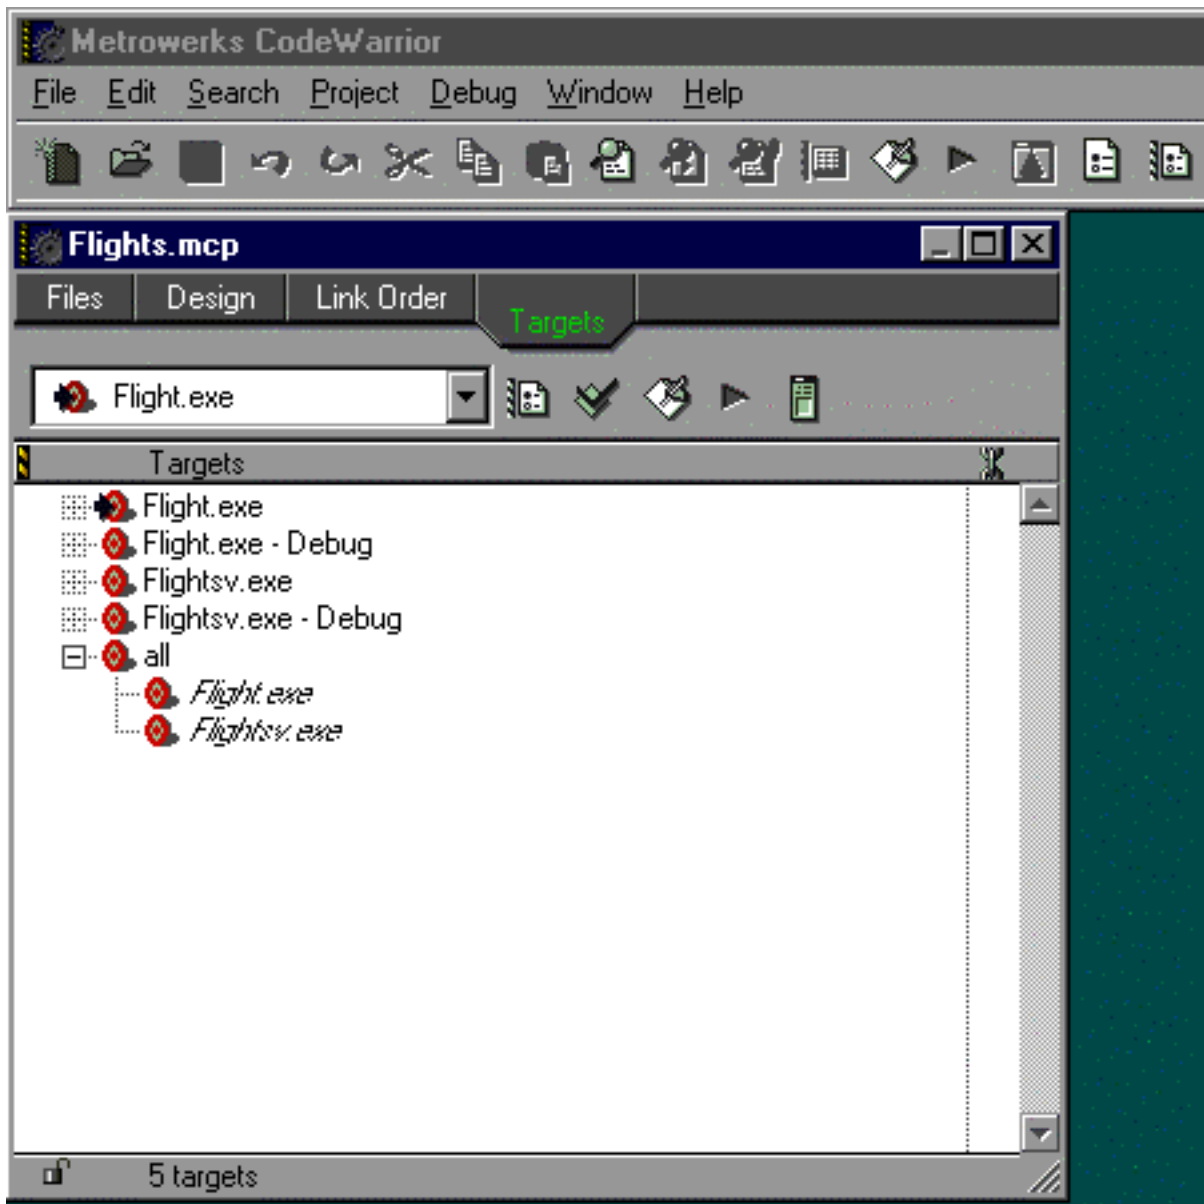 Metrowerks CodeWarrior
File Edit Search Project Debug Window Help
Flights.mcp
Files Design Link Order Targets
Flight.exe
Targets
Flight.exe
Flight.exe - Debug
Flightsv.exe
Flightsv.exe - Debug
all
Flight.exe
Flightsv.exe
5 targets